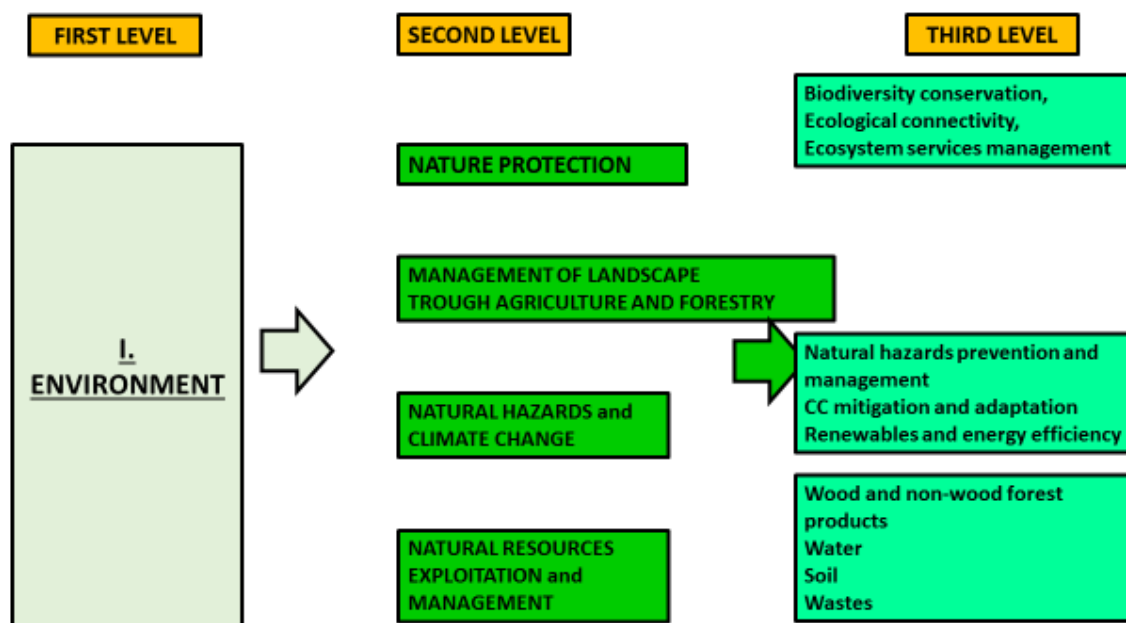 FIRST LEVEL
SECOND LEVEL
THIRD LEVEL
I.
ENVIRONMENT
NATURE PROTECTION
MANAGEMENT OF LANDSCAPE
TROUGH AGRICULTURE AND FORESTRY
NATURAL HAZARDS and
CLIMATE CHANGE
NATURAL RESOURCES
EXPLOITATION and
MANAGEMENT
Biodiversity conservation,
Ecological connectivity,
Ecosystem services management
Natural hazards prevention and
management
CC mitigation and adaptation
Renewables and energy efficiency
Wood and non-wood forest
products
Water
Soil
Wastes